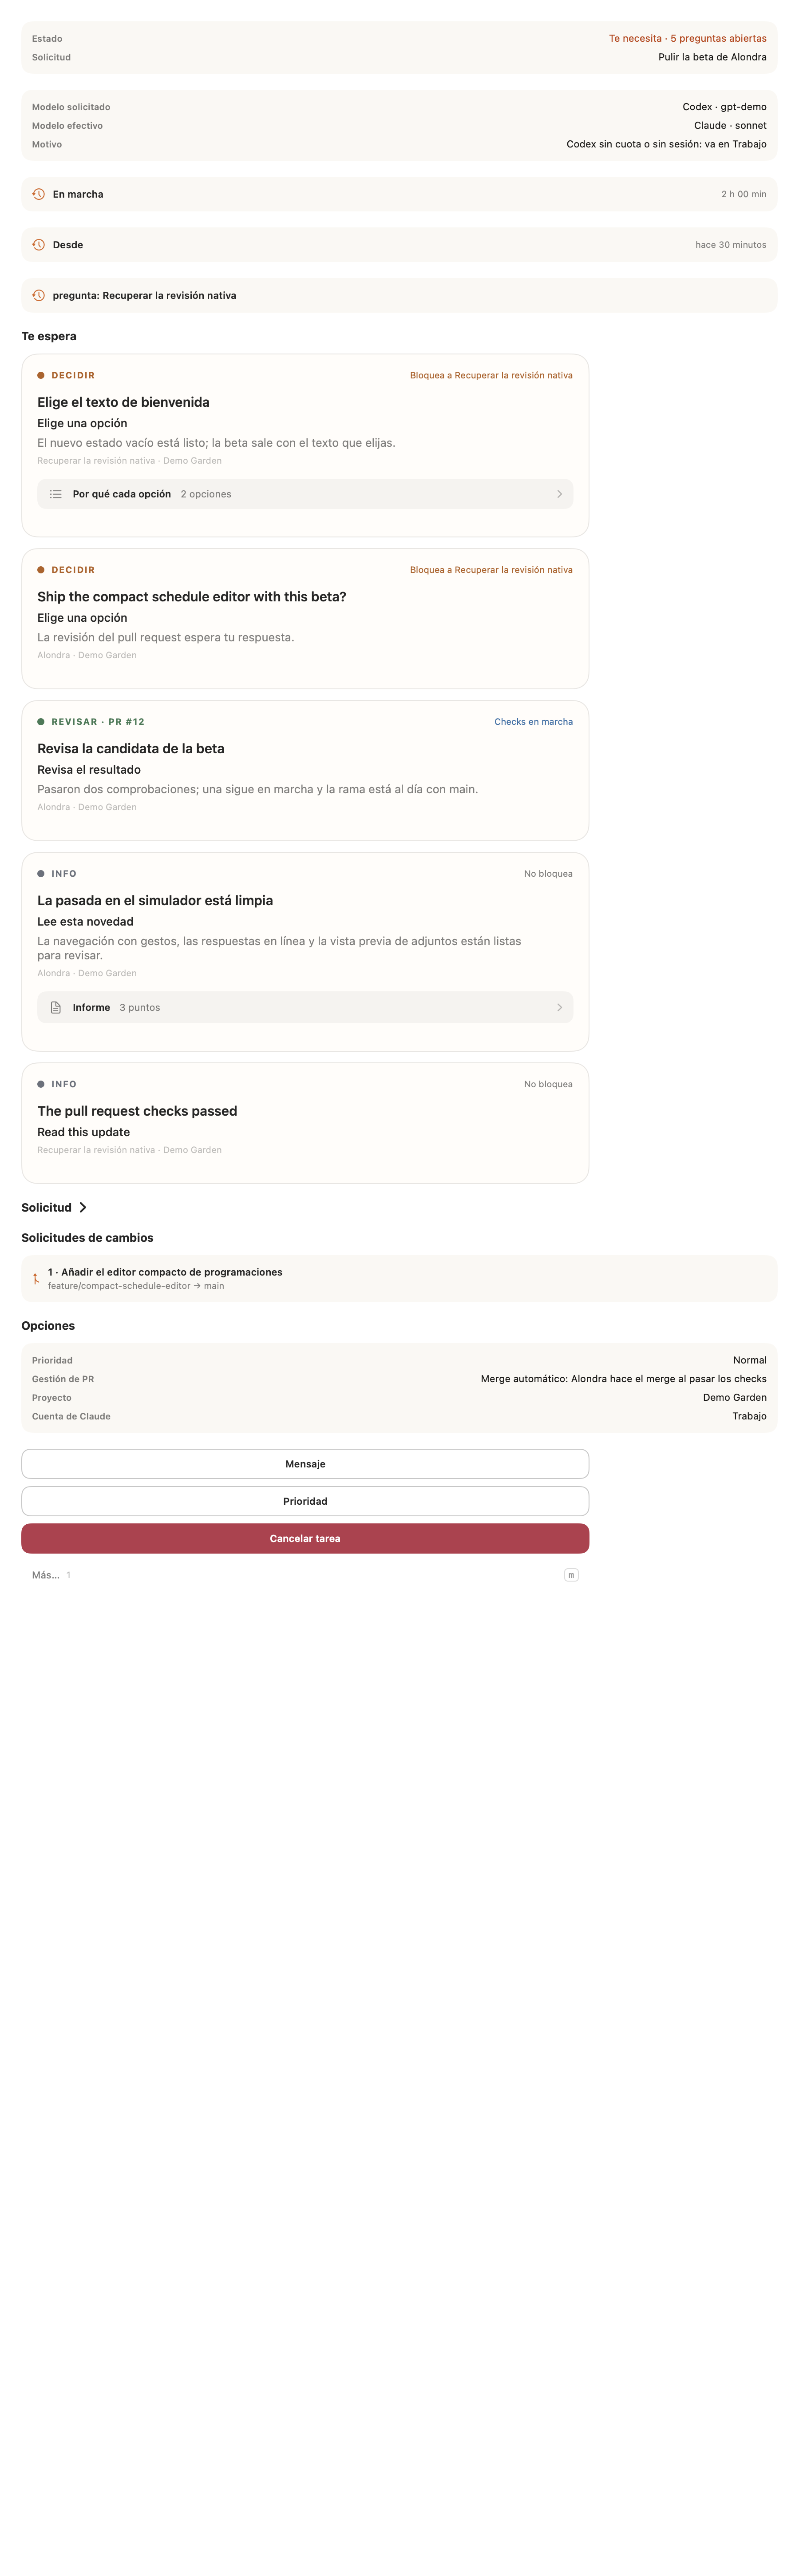 Estado
Te necesita · 5 preguntas abiertas
Solicitud
Pulir la beta de Alondra
Modelo solicitado
Codex · gpt-demo
Modelo efectivo
Claude · sonnet
Motivo
Codex sin cuota o sin sesión: va en Trabajo
En marcha
2 h 00 min
Desde
hace 30 minutos
pregunta: Recuperar la revisión nativa
Te espera
DECIDIR
Bloquea a Recuperar la revisión nativa
Elige el texto de bienvenida
Elige una opción
El nuevo estado vacío está listo; la beta sale con el texto que elijas.
Recuperar la revisión nativa · Demo Garden
Por qué cada opción 2 opciones
DECIDIR
Bloquea a Recuperar la revisión nativa
Ship the compact schedule editor with this beta?
Elige una opción
La revisión del pull request espera tu respuesta.
Alondra · Demo Garden
REVISAR · PR #12
Checks en marcha
Revisa la candidata de la beta
Revisa el resultado
Pasaron dos comprobaciones; una sigue en marcha y la rama está al día con main.
Alondra · Demo Garden
INFO
No bloquea
La pasada en el simulador está limpia
Lee esta novedad
La navegación con gestos, las respuestas en línea y la vista previa de adjuntos están listas
para revisar.
Alondra · Demo Garden
Informe 3 puntos
INFO
No bloquea
The pull request checks passed
Read this update
Recuperar la revisión nativa · Demo Garden
Solicitud
Solicitudes de cambios
1 · Añadir el editor compacto de programaciones
feature/compact-schedule-editor → main
Opciones
Prioridad
Normal
Gestión de PR
Merge automático: Alondra hace el merge al pasar los checks
Proyecto
Demo Garden
Cuenta de Claude
Trabajo
Mensaje
Prioridad
Cancelar tarea
Más... 1
m